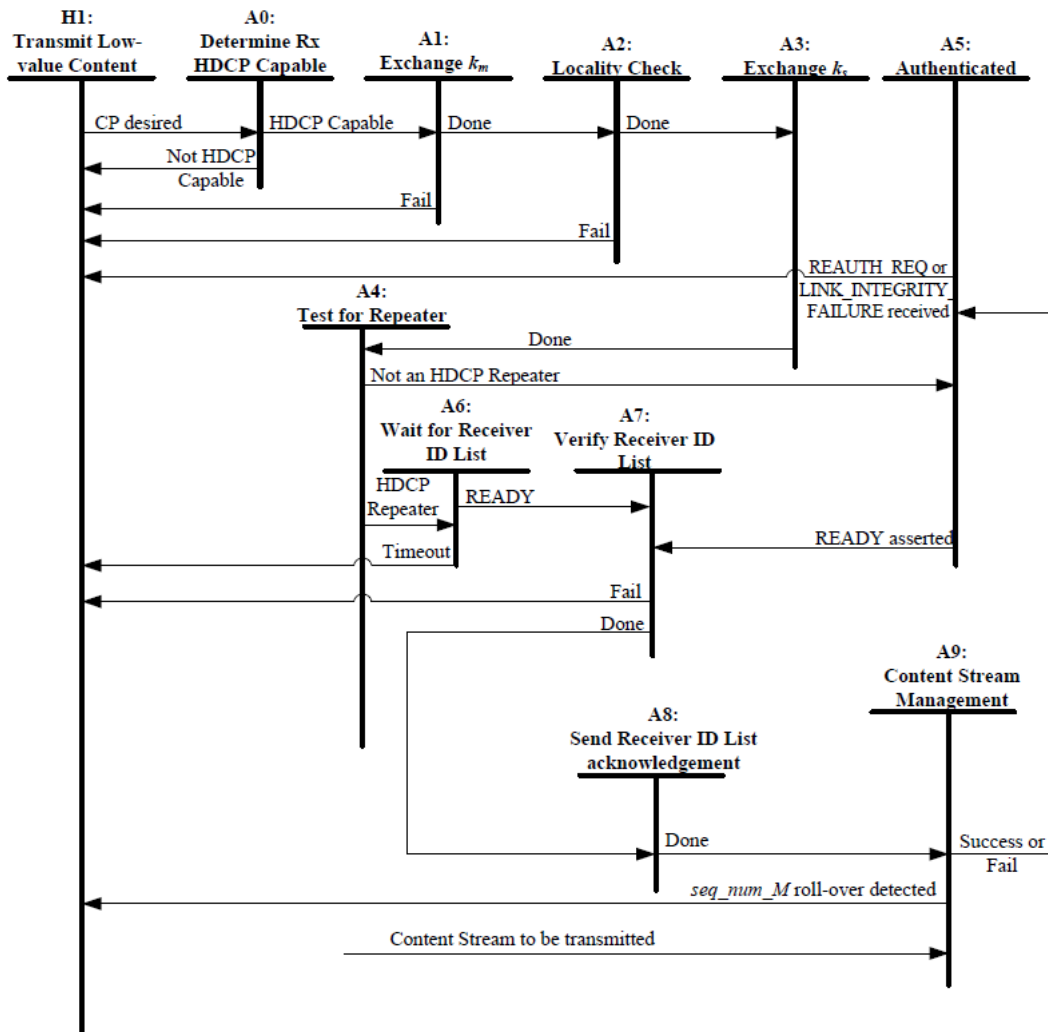 H1:
Transmit Low-
value Content
A0:
Determine Rx
HDCP Capable
A1:
Exchange km
A2:
Locality Check
A3:
Exchange ks
A5:
Authenticated
CP desired
HDCP Capable
Done
Done
Not HDCP
Capable
Fail
Fail
REAUTH_REQ or
LINK_INTEGRITY_
FAILURE received
A4:
Test for Repeater
Done
Not an HDCP Repeater
A6:
Wait for Receiver
ID List
A7:
Verify Receiver ID
List
HDCP
Repeater
READY
READY asserted
Timeout
Fail
Done
A9:
Content Stream
Management
A8:
Send Receiver ID List
acknowledgement
Done
Success or
Fail
seq_num_M roll-over detected
Content Stream to be transmitted